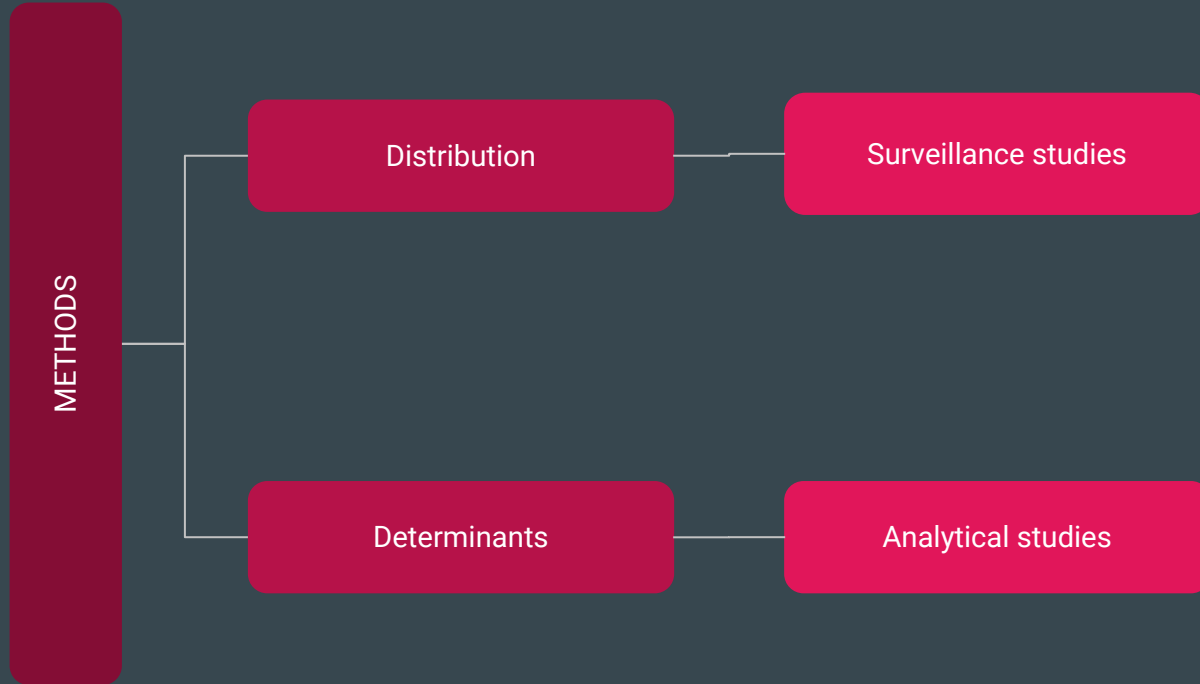 METHODS
Distribution
Surveillance studies
Determinants
Analytical studies